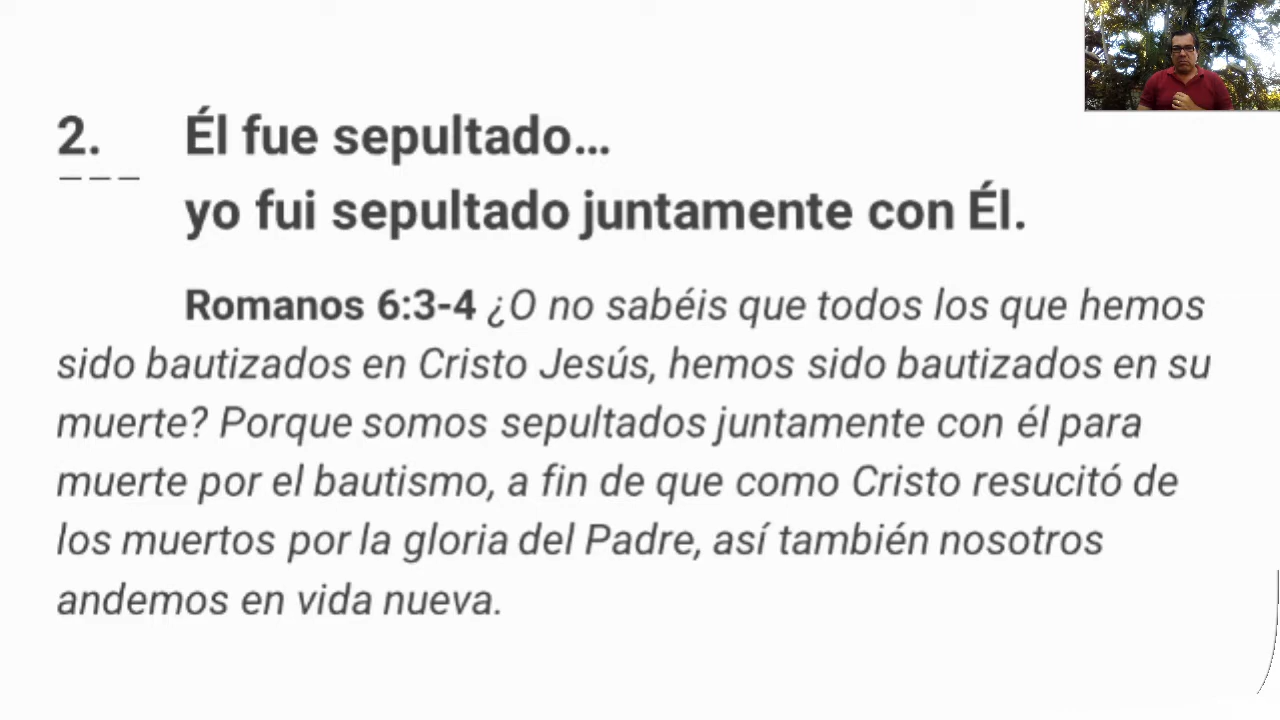 2. Él fue sepultado...
yo fui sepultado juntamente con Él.
Romanos 6:3-4 ¿O no sabéis que todos los que hemos
sido bautizados en Cristo Jesús, hemos sido bautizados en su
muerte? Porque somos sepultados juntamente con él para
muerte por el bautismo, a fin de que como Cristo resucitó de
los muertos por la gloria del Padre, así también nosotros
andemos en vida nueva.